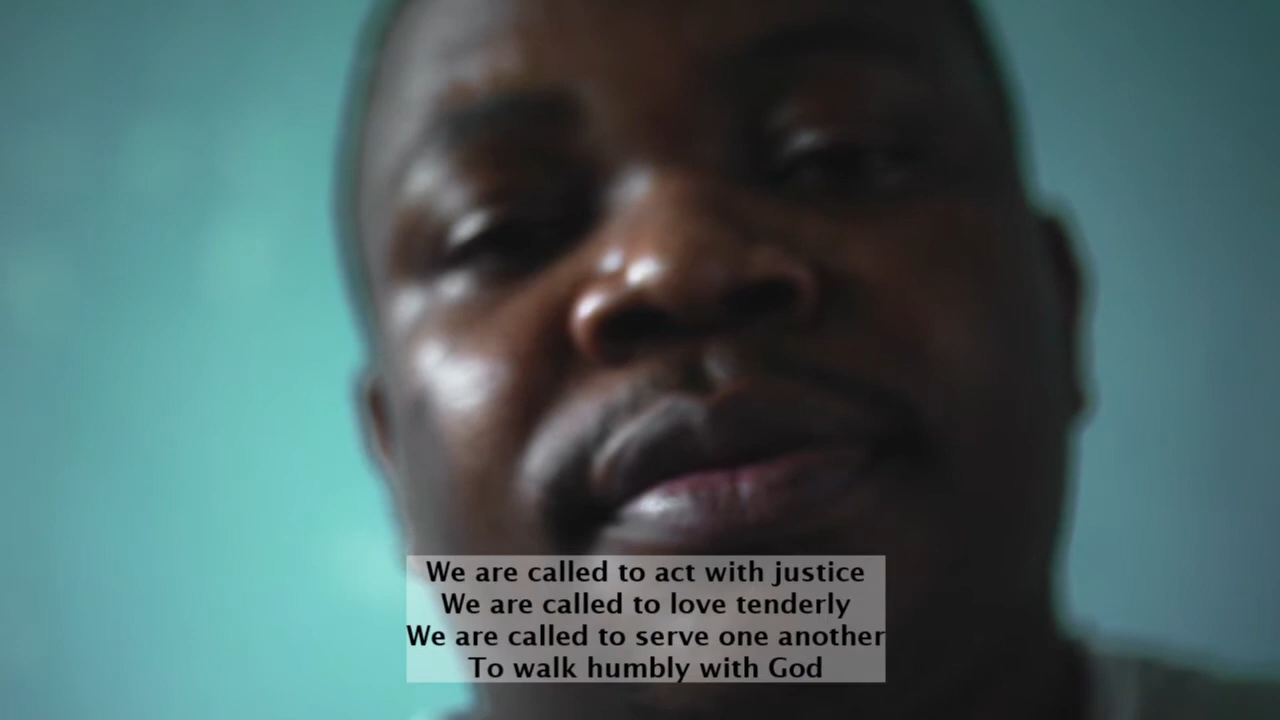 We are called to act with justice
We are called to love tenderly
We are called to serve one another
To walk humbly with God